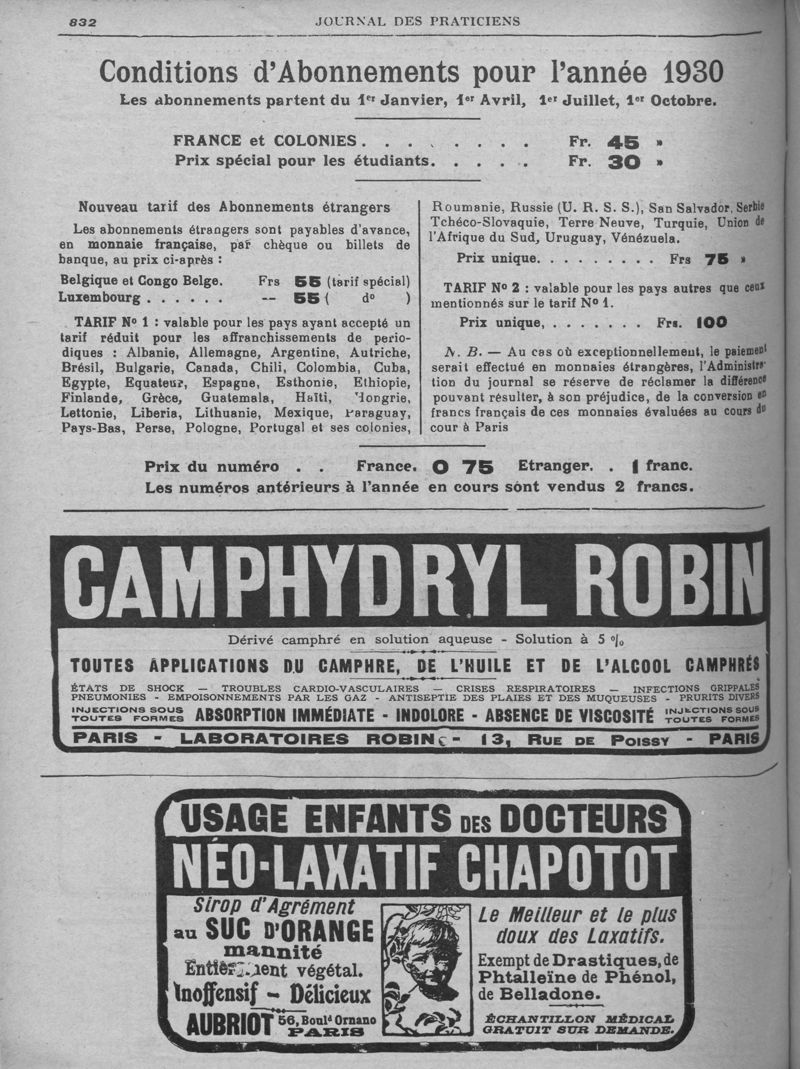 832
JOURNAL DES PRATICIENS
Conditions d'Abonnements pour l'année 1930
Les abonnements partent du 1er Janvier, 1er Avril, 1er Juillet, 1er Octobre.
FRANCE et COLONIES . . . . . . . . Fr. 45 »
Prix spécial pour les étudiants. . . . . Fr. 30 »
Nouveau tarif des Abonnements étrangers
Les abonnements étrangers sont payables d'avance,
en monnaie française, par chèque ou billets de
banque, au prix ci-après :
Belgique et Congo Belge. Frs 55 (tarif spécial)
Luxembourg . . . . . . -- 55 ( do )
TARIF No 1 : valable pour les pays ayant accepté un
tarif réduit pour les affranchissements de perio-
diques : Albanie, Allemagne, Argentine, Autriche,
Brésil, Bulgarie, Canada, Chili, Colombia, Cuba,
Egypte, Equateur, Espagne, Esthonie, Ethiopie,
Finlande, Grèce, Guatemala, Haïti, Hongrie,
Lettonie, Liberia, Lithuanie, Mexique, Paraguay,
Pays-Bas, Perse, Pologne, Portugal et ses colonies,
Roumanie, Russie (U. R. S. S.), San Salvador, Serbie
Tchéco-Slovaquie, Terre Neuve, Turquie, Union de
l'Afrique du Sud, Uruguay, Vénézuela.
Prix unique. . . . . . . . . Frs 75 »
TARIF No 2 : valable pour les pays autres que ceux
mentionnés sur le tarif No 1.
Prix unique, . . . . . . . Frs. 100
N. B. — Au cas où exceptionnellement, le paiement
serait effectué en monnaies étrangères, l'Administra-
tion du journal se réserve de réclamer la différence
pouvant résulter, à son préjudice, de la conversion en
francs français de ces monnaies évaluées au cours du
cour à Paris
Prix du numéro . . France. 0 75 Etranger. . 1 franc.
Les numéros antérieurs à l'année en cours sont vendus 2 francs.
CAMPHYDRYL ROBIN
Dérivé camphré en solution aqueuse - Solution à 5 %
TOUTES APPLICATIONS DU CAMPHRE, DE L'HUILE ET DE L'ALCOOL CAMPHRÉS
ÉTATS DE SHOCK — TROUBLES CARDIO-VASCULAIRES — CRISES RESPIRATOIRES — INFECTIONS GRIPPALES
PNEUMONIES - EMPOISONNEMENTS PAR LES GAZ - ANTISEPTIE DES PLAIES ET DES MUQUEUSES - PRURITS DIVERS
INJECTIONS SOUS TOUTES FORMES ABSORPTION IMMÉDIATE - INDOLORE - ABSENCE DE VISCOSITÉ INJECTIONS SOUS TOUTES FORMES
PARIS - LABORATOIRES ROBIN - 13, RUE DE POISSY - PARIS
USAGE ENFANTS DES DOCTEURS
NÉO-LAXATIF CHAPOTOT
Sirop d'Agrément
au SUC D'ORANGE
mannité
Entièrement végétal.
Inoffensif - Délicieux
AUBRIOT 56, Bould Ornano
PARIS
Le Meilleur et le plus
doux des Laxatifs.
Exempt de Drastiques, de
Phtalleïne de Phénol,
de Belladone.
ÉCHANTILLON MÉDICAL
GRATUIT SUR DEMANDE.